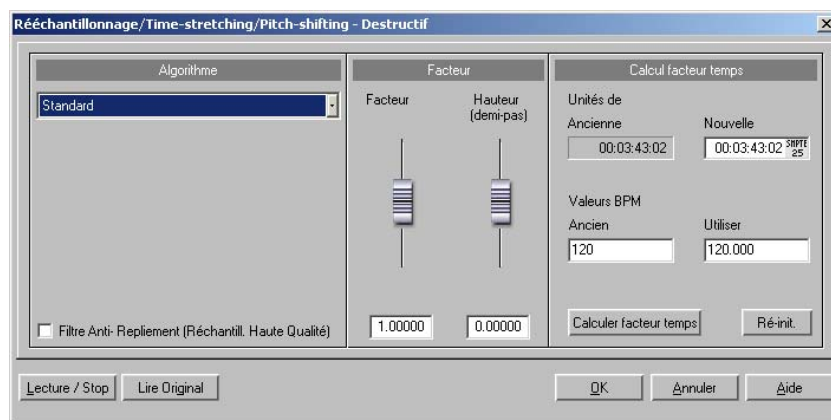 Rééchantillonnage/Time-stretching/Pitch-shifting - Destructif
Algorithme
Standard
Filtre Anti- Repliement (Réchantill. Haute Qualité)
Facteur
Facteur
Hauteur
(demi-pas)
1.00000
0.00000
Calcul facteur temps
Unités de
Ancienne
Nouvelle
00:03:43:02
00:03:43:02 SMPTE
25
Valeurs BPM
Ancien
Utiliser
120
120.000
Calculer facteur temps
Ré-init.
Lecture / Stop
Lire Original
OK
Annuler
Aide